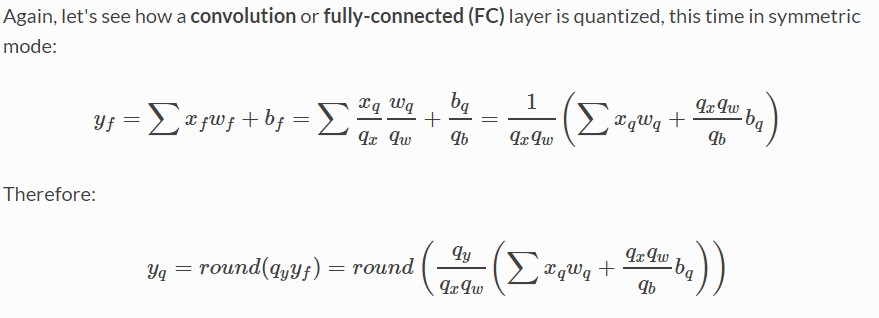 Again, let's see how a convolution or fully-connected (FC) layer is quantized, this time in symmetric
mode:
$y_f = \sum x_f w_f + b_f = \sum \frac{x_q}{q_x} \frac{w_q}{q_w} + \frac{b_q}{q_b} = \frac{1}{q_x q_w} \left( \sum x_q w_q + \frac{q_x q_w}{q_b} b_q \right)$
Therefore:
$y_q = round(q_y y_f) = round \left( \frac{q_y}{q_x q_w} \left( \sum x_q w_q + \frac{q_x q_w}{q_b} b_q \right) \right)$